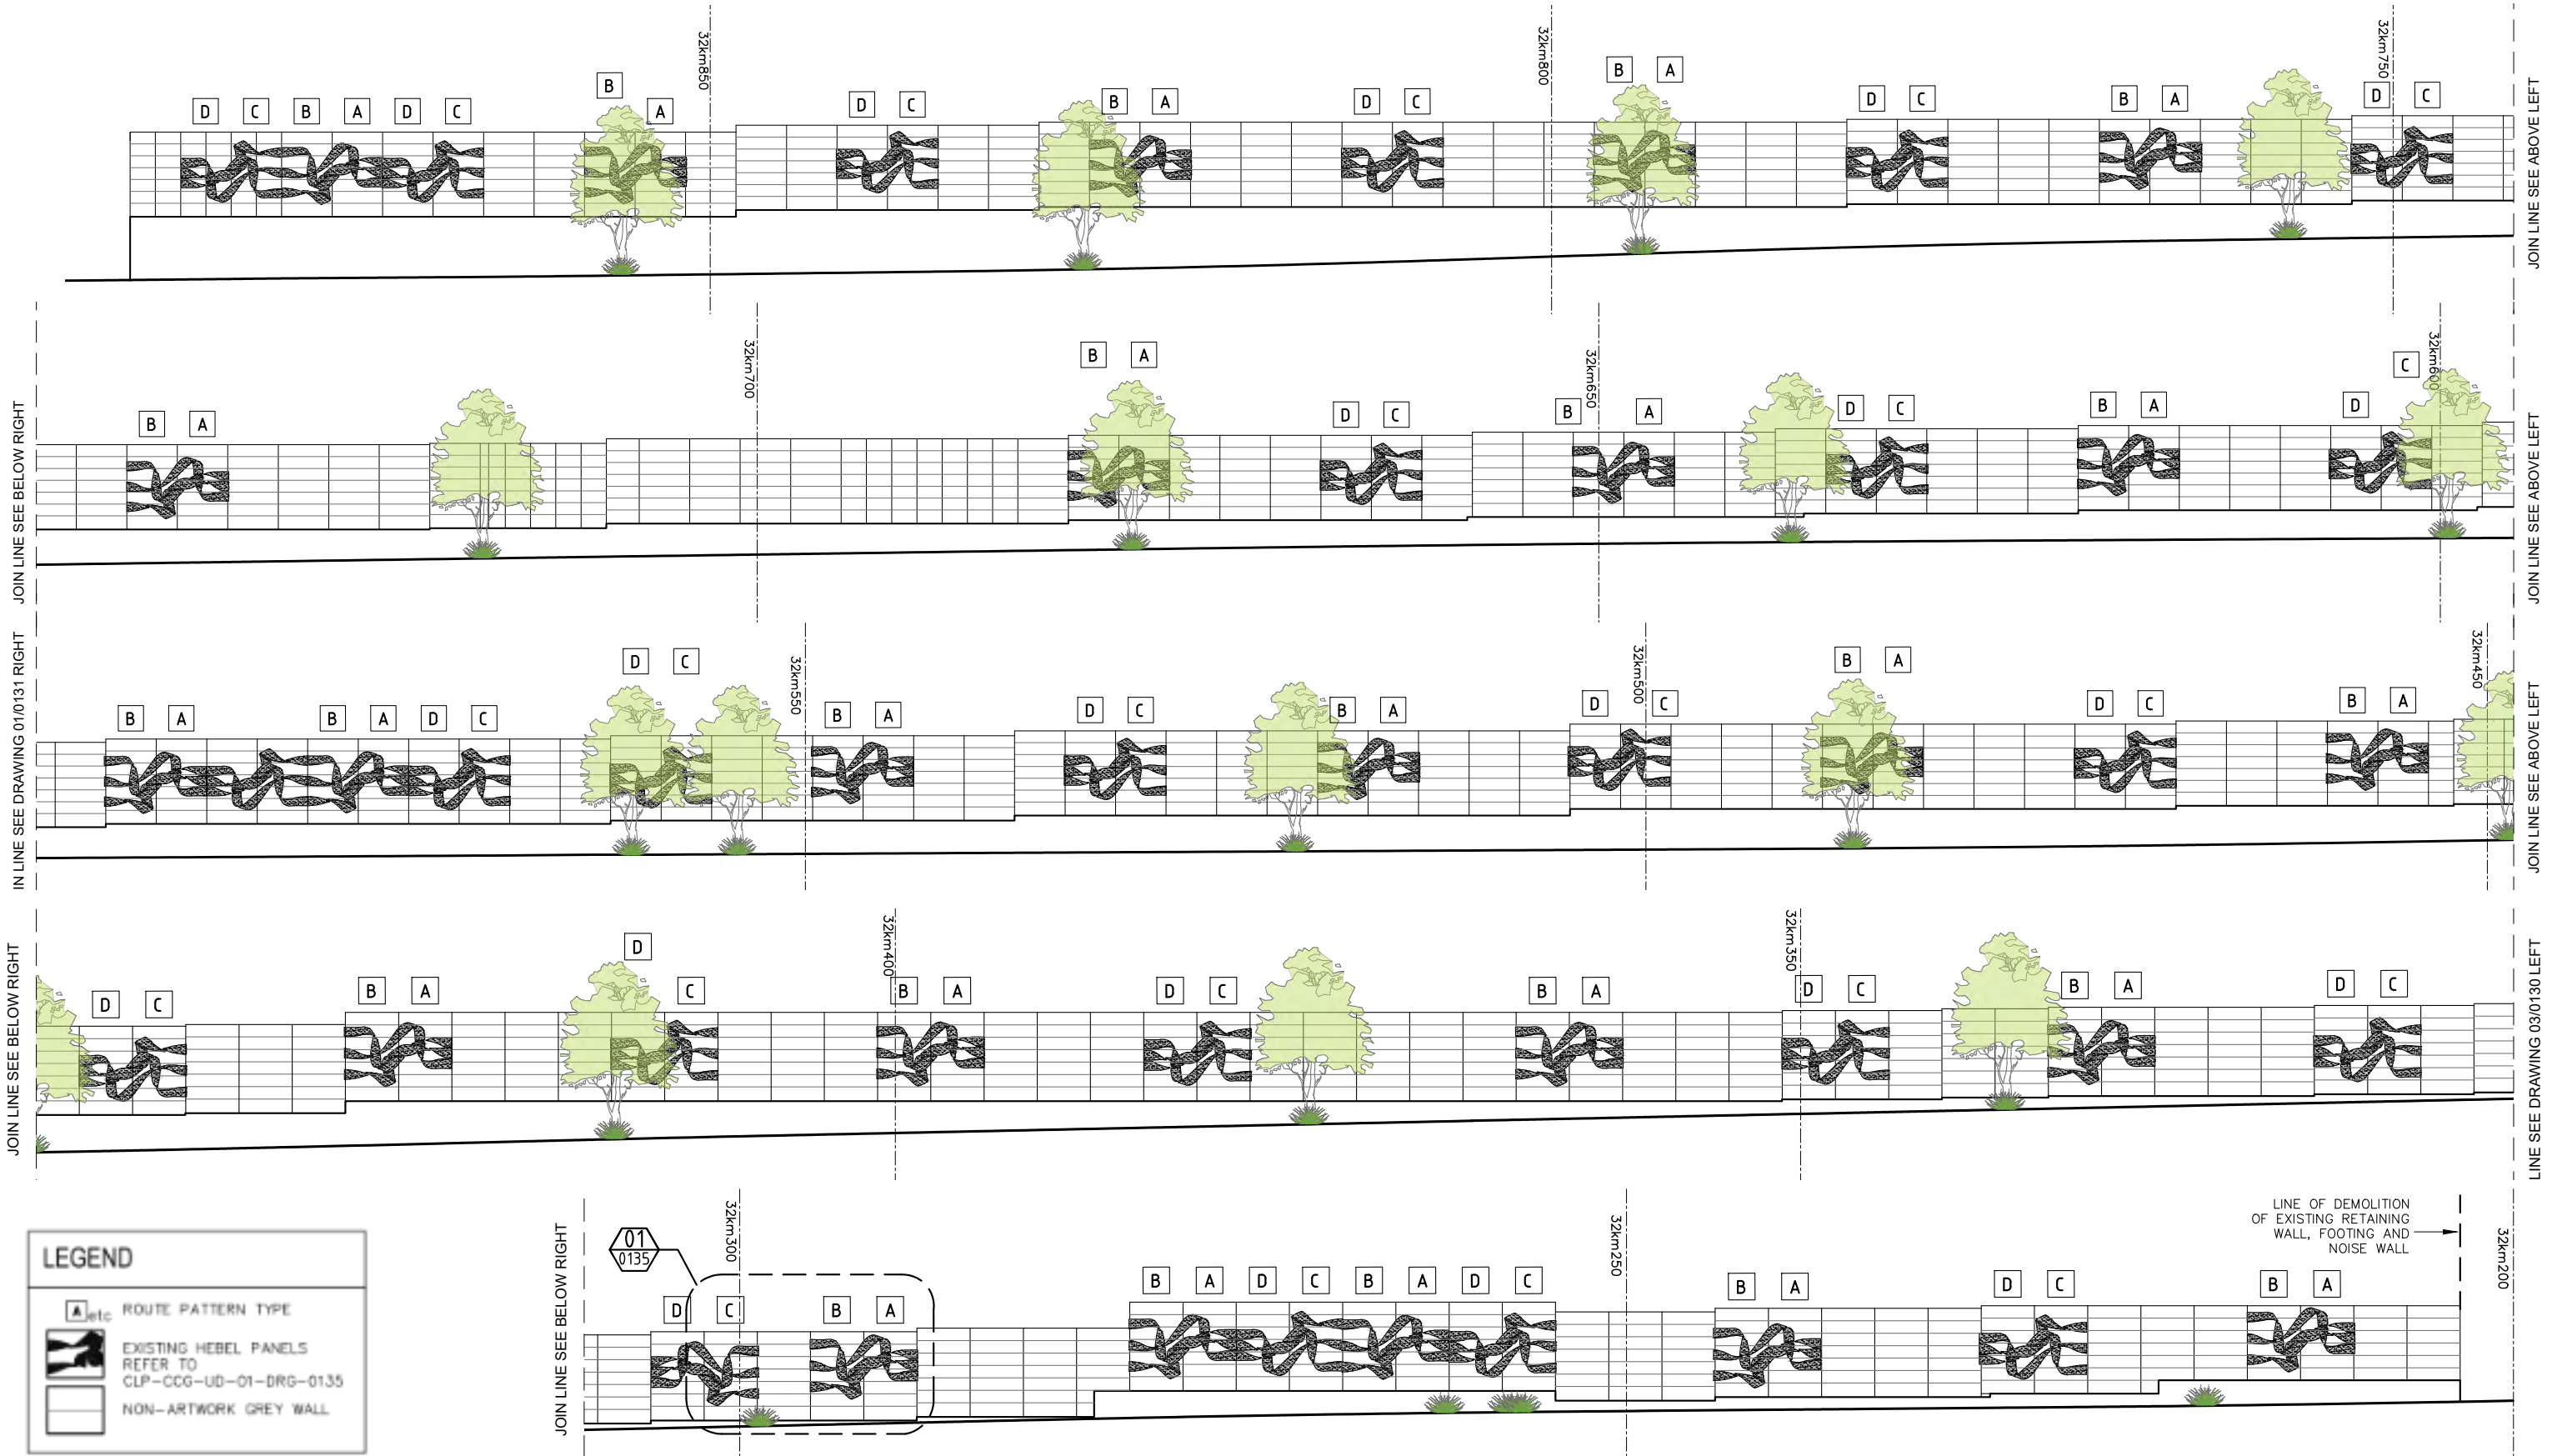 32km850
32km800
32km750
B
B A
D C B A D C
A
D C
B A
D C
D C
B A
D C
JOIN LINE SEE ABOVE LEFT
32km700
32km650
32km600
B A
C
B A
D C
B A
D C
B A
D
JOIN LINE SEE BELOW RIGHT
JOIN LINE SEE ABOVE LEFT
32km550
32km500
32km450
D C
B A
B A
B A D C
B A
D C
B A
D C
D C
B A
IN LINE SEE DRAWING 01/0131 RIGHT
JOIN LINE SEE ABOVE LEFT
32km400
32km350
D
D C
B A
C
B A
D C
B A
D C
B A
D C
JOIN LINE SEE BELOW RIGHT
LINE SEE DRAWING 03/0130 LEFT
32km300
32km250
32km200
01
0135
LINE OF DEMOLITION
OF EXISTING RETAINING
WALL, FOOTING AND
NOISE WALL
D C
B A
B A D C B A D C
B A
D C
B A
JOIN LINE SEE BELOW RIGHT
LEGEND
A etc ROUTE PATTERN TYPE
EXISTING HEBEL PANELS
REFER TO
CLP-CCG-UD-01-DRG-0135
NON-ARTWORK GREY WALL